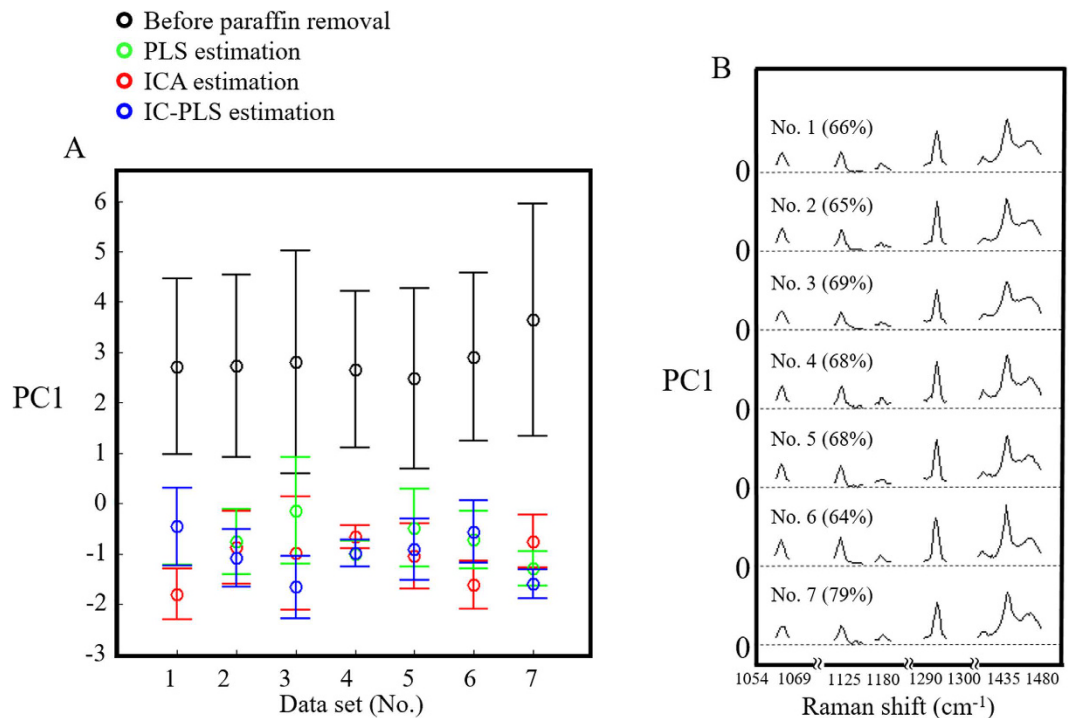 Before paraffin removal
PLS estimation
ICA estimation
IC-PLS estimation
A
PC1
6
5
4
3
2
1
0
-1
-2
-3
1 2 3 4 5 6 7
Data set (No.)
B
PC1
No. 1 (66%)
0
No. 2 (65%)
0
No. 3 (69%)
0
No. 4 (68%)
0
No. 5 (68%)
0
No. 6 (64%)
0
No. 7 (79%)
0
1054 1069 1125 1180 1290 1300 1435 1480
Raman shift (cm⁻¹)